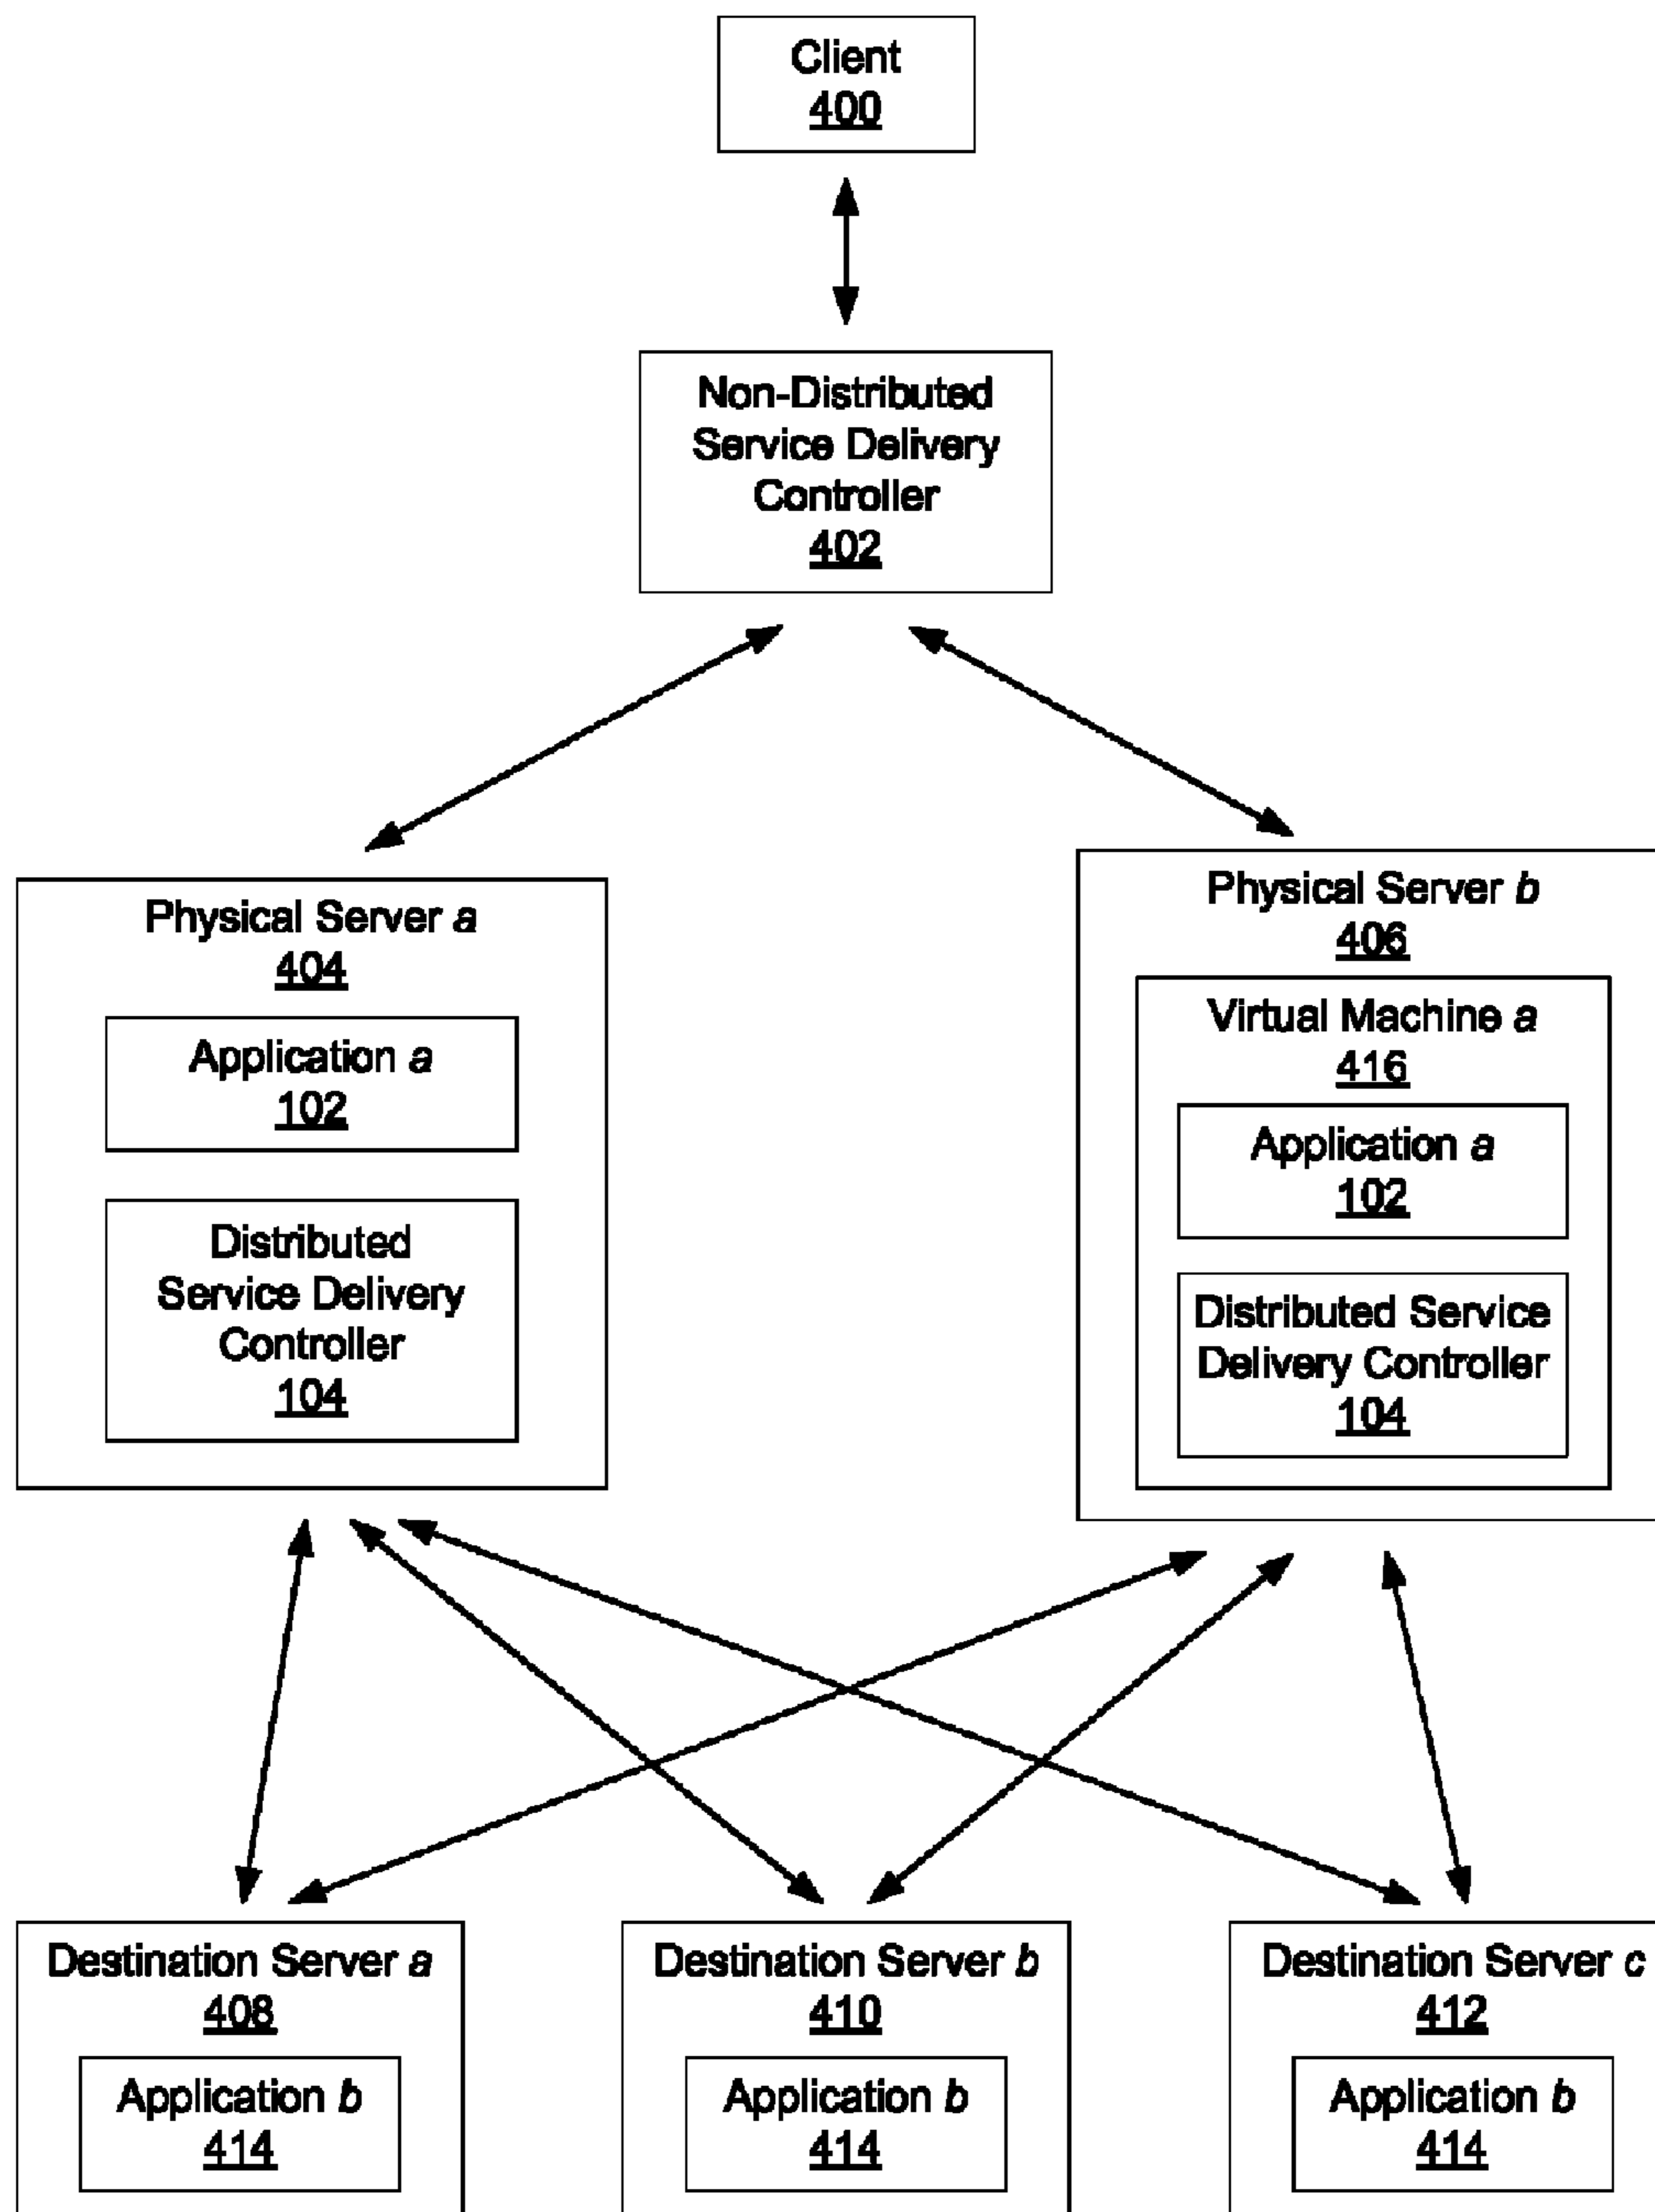 Client
400
Non-Distributed
Service Delivery
Controller
402
Physical Server a
404
Application a
102
Distributed
Service Delivery
Controller
104
Physical Server b
406
Virtual Machine a
416
Application a
102
Distributed Service
Delivery Controller
104
Destination Server a
408
Application b
414
Destination Server b
410
Application b
414
Destination Server c
412
Application b
414